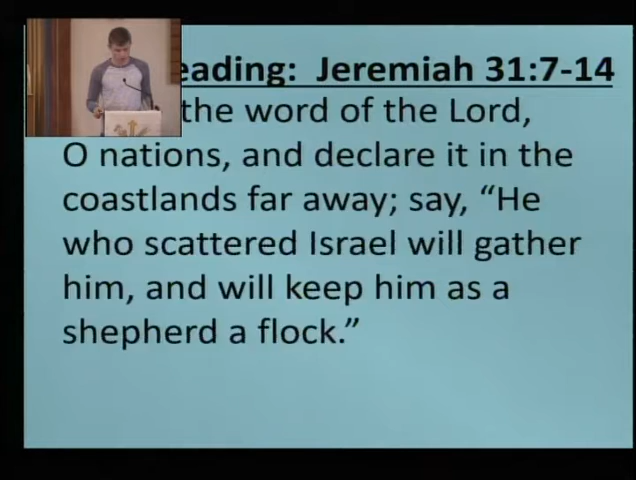 eading: Jeremiah 31:7-14
the word of the Lord,
O nations, and declare it in the
coastlands far away; say, “He
who scattered Israel will gather
him, and will keep him as a
shepherd a flock.”